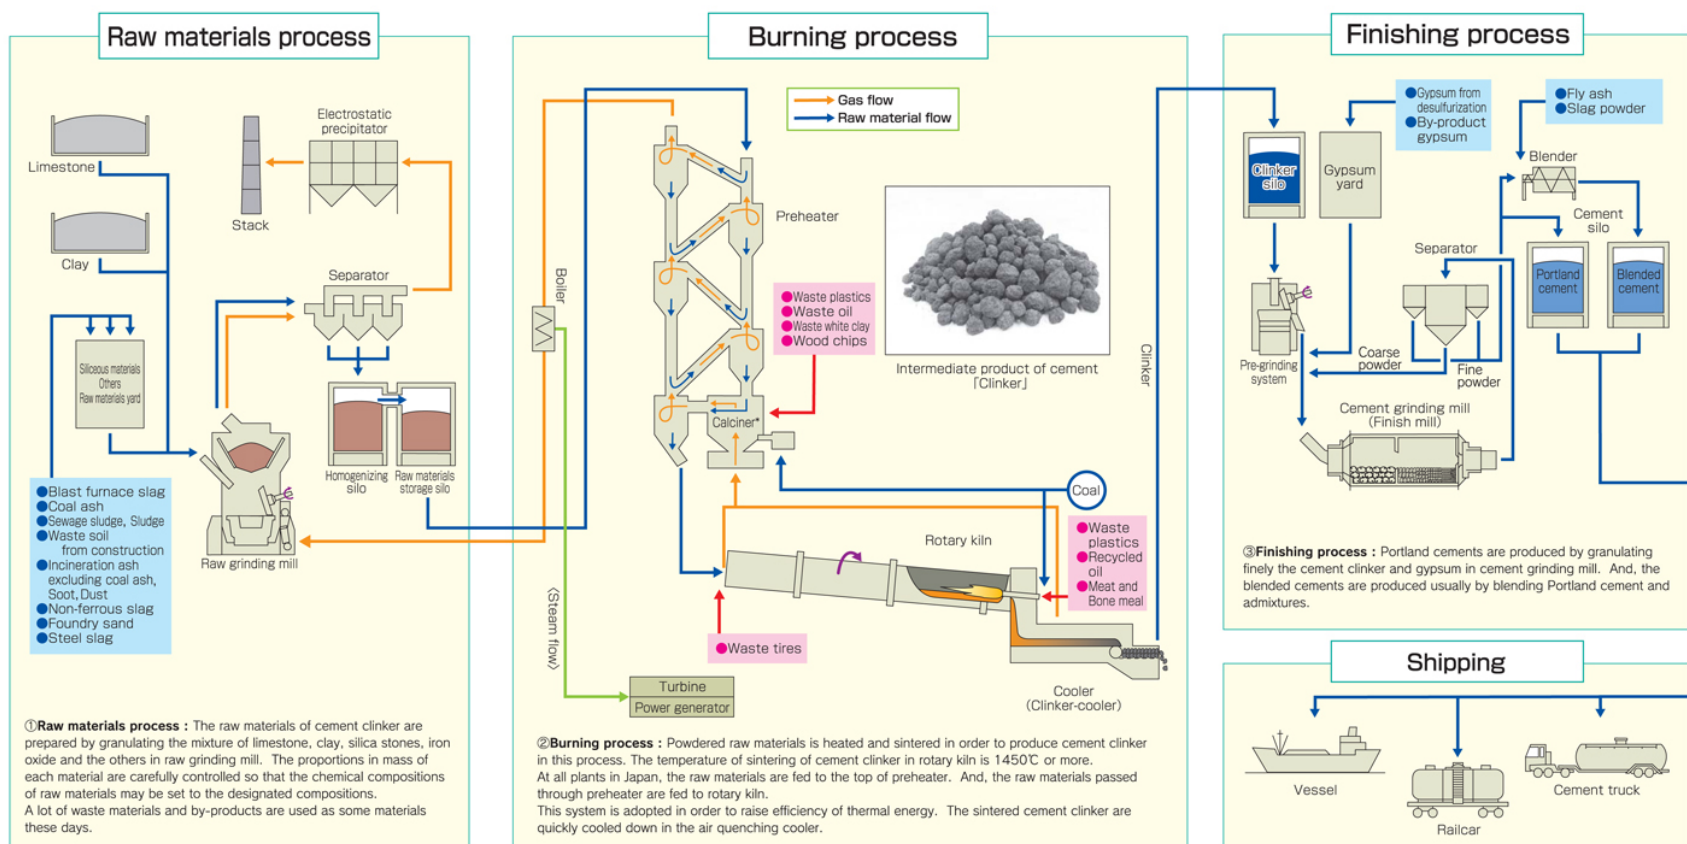 Raw materials process
Limestone
Clay
Stack
Electrostatic
precipitator
Separator
Siliceous materials
Others
Raw materials yard
Homogenizing
silo
Raw materials
storage silo
Raw grinding mill
●Blast furnace slag
●Coal ash
●Sewage sludge, Sludge
●Waste soil
from construction
●Incineration ash
excluding coal ash,
Soot, Dust
●Non-ferrous slag
●Foundry sand
●Steel slag
①Raw materials process : The raw materials of cement clinker are
prepared by granulating the mixture of limestone, clay, silica stones, iron
oxide and the others in raw grinding mill. The proportions in mass of
each material are carefully controlled so that the chemical compositions
of raw materials may be set to the designated compositions.
A lot of waste materials and by-products are used as some materials
these days.
Burning process
Gas flow
Raw material flow
Preheater
Boiler
●Waste plastics
●Waste oil
●Waste white clay
●Wood chips
Calciner*
Intermediate product of cement
「Clinker」
Clinker
Coal
Rotary kiln
●Waste
plastics
●Recycled
oil
●Meat and
Bone meal
●Waste tires
〈Steam flow〉
Turbine
Power generator
Cooler
(Clinker-cooler)
②Burning process : Powdered raw materials is heated and sintered in order to produce cement clinker
in this process. The temperature of sintering of cement clinker in rotary kiln is 1450℃ or more.
At all plants in Japan, the raw materials are fed to the top of preheater. And, the raw materials passed
through preheater are fed to rotary kiln.
This system is adopted in order to raise efficiency of thermal energy. The sintered cement clinker are
quickly cooled down in the air quenching cooler.
Finishing process
●Gypsum from
desulfurization
●By-product
gypsum
●Fly ash
●Slag powder
Clinker
silo
Gypsum
yard
Blender
Cement
silo
Separator
Portland
cement
Blended
cement
Pre-grinding
system
Coarse
powder
Fine
powder
Cement grinding mill
(Finish mill)
③Finishing process : Portland cements are produced by granulating
finely the cement clinker and gypsum in cement grinding mill. And, the
blended cements are produced usually by blending Portland cement and
admixtures.
Shipping
Vessel
Railcar
Cement truck